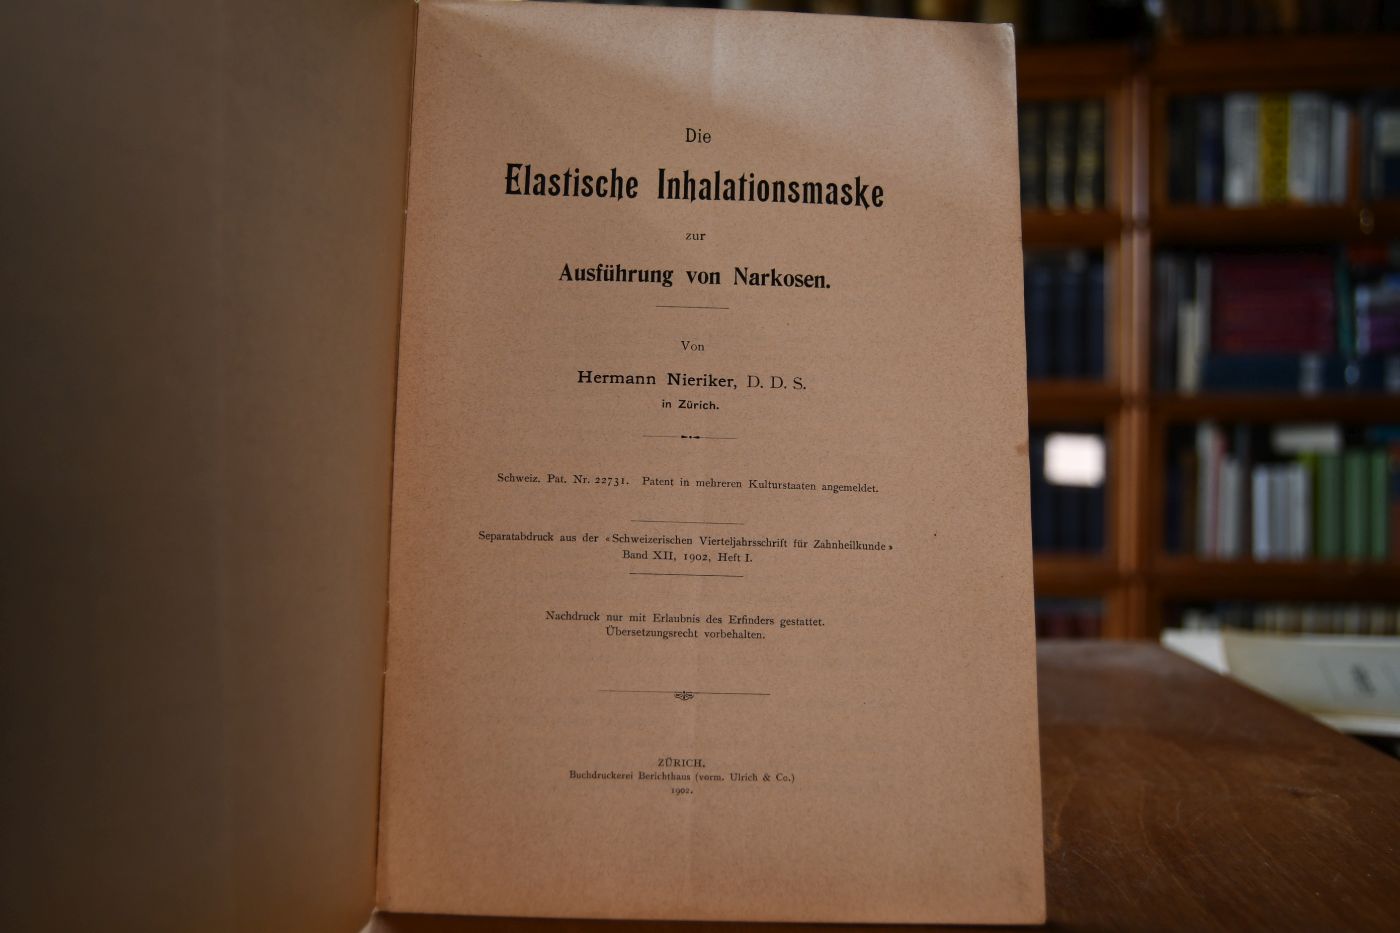 Die
Elastische Inhalationsmaske
zur
Ausführung von Narkosen.
Von
Hermann Nieriker, D. D. S.
in Zürich.
Schweiz. Pat. Nr. 22731. Patent in mehreren Kulturstaaten angemeldet.
Separatabdruck aus der «Schweizerischen Vierteljahrsschrift für Zahnheilkunde»
Band XII, 1902, Heft I.
Nachdruck nur mit Erlaubnis des Erfinders gestattet.
Übersetzungsrecht vorbehalten.
ZÜRICH.
Buchdruckerei Berichthaus (vorm. Ulrich & Co.)
1902.